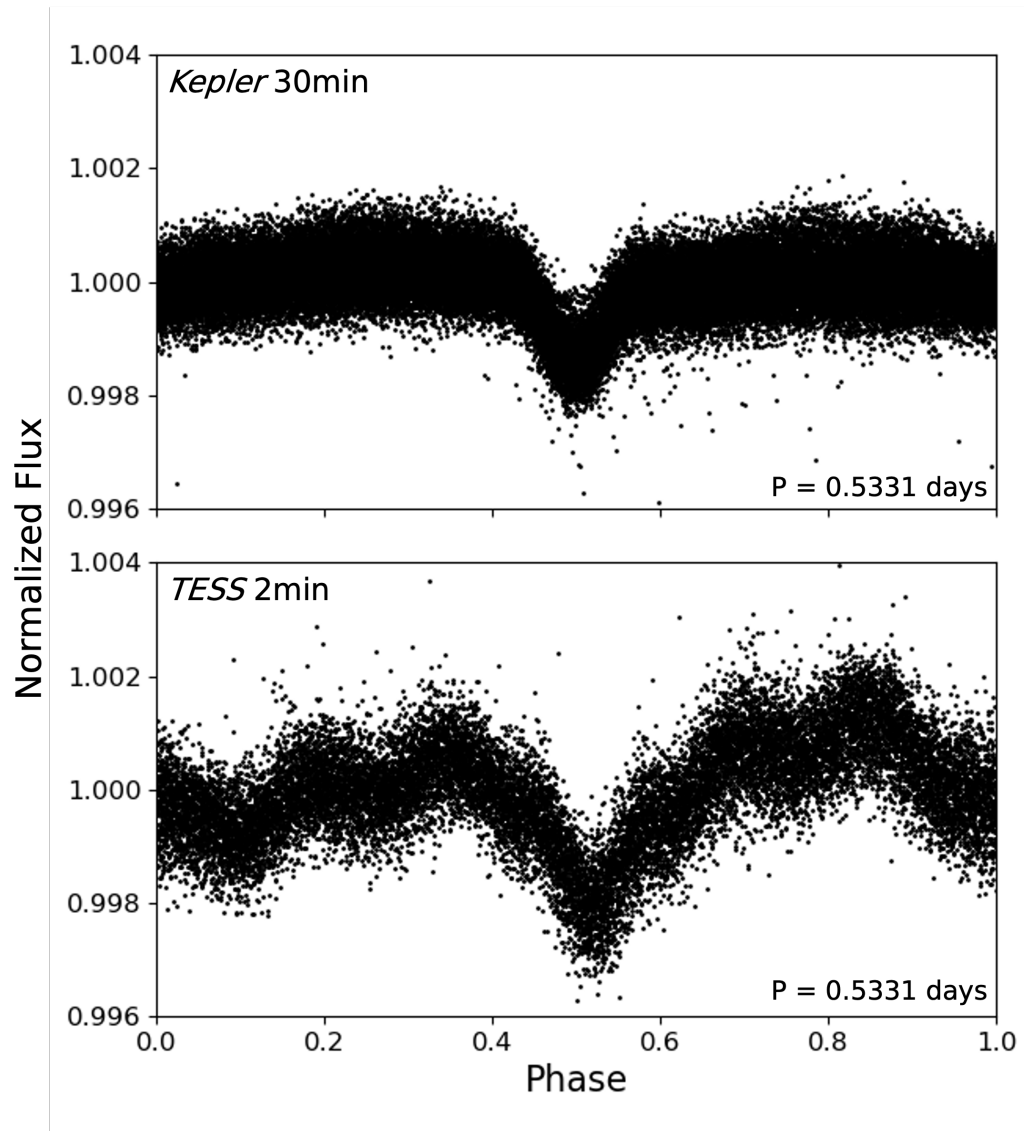 Normalized Flux
1.004
Kepler 30min
1.002
1.000
0.998
P = 0.5331 days
0.996
1.004
TESS 2min
1.002
1.000
0.998
P = 0.5331 days
0.996
0.0 0.2 0.4 0.6 0.8 1.0
Phase